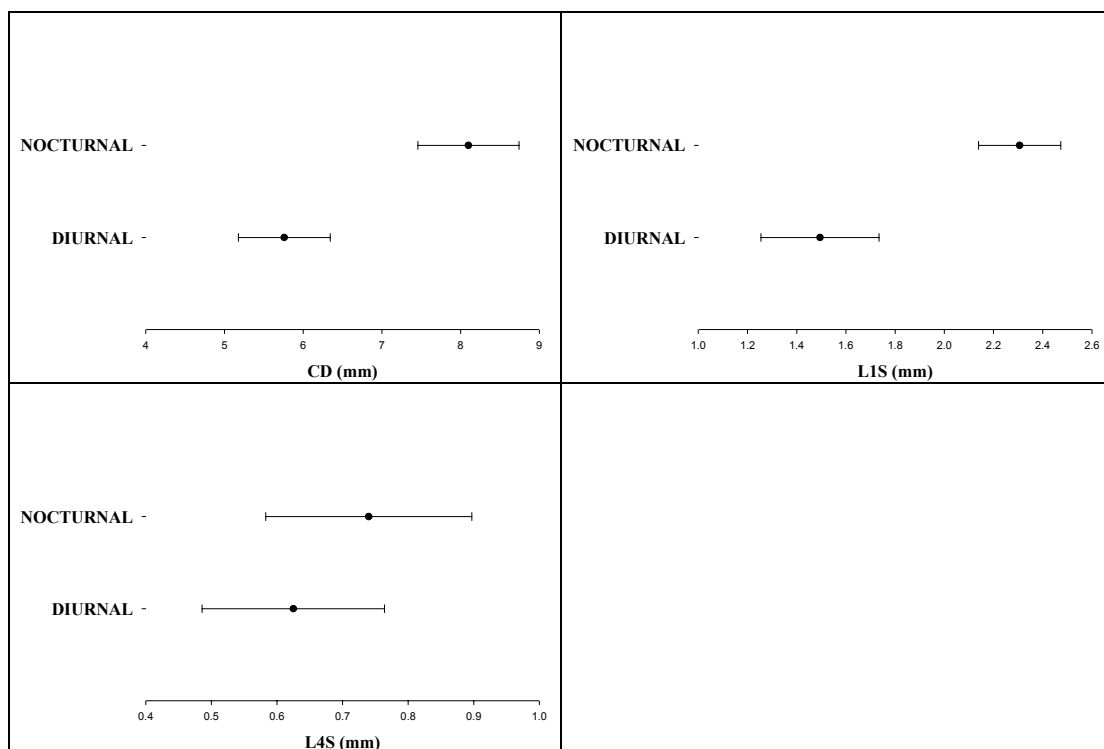 NOCTURNAL
DIURNAL
4 5 6 7 8 9
CD (mm)
NOCTURNAL
DIURNAL
1.0 1.2 1.4 1.6 1.8 2.0 2.2 2.4 2.6
L1S (mm)
NOCTURNAL
DIURNAL
0.4 0.5 0.6 0.7 0.8 0.9 1.0
L4S (mm)